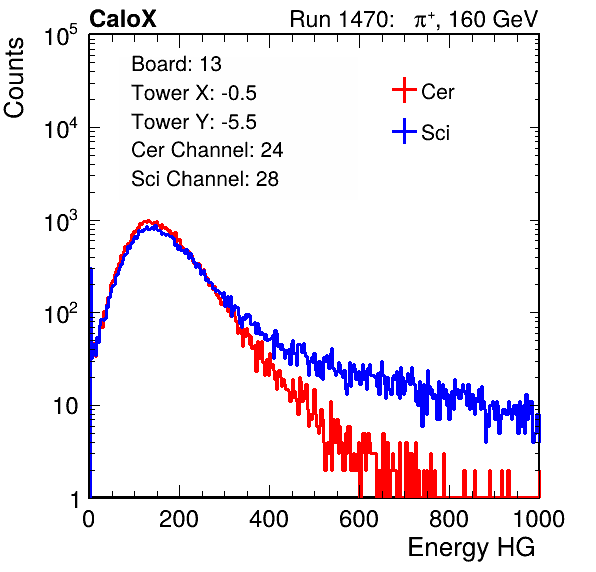 CaloX Run 1470: π⁺, 160 GeV
Counts
10⁵
10⁴
10³
10²
10
1
Board: 13
Tower X: -0.5
Tower Y: -5.5
Cer Channel: 24
Sci Channel: 28
Cer
Sci
0 200 400 600 800 1000
Energy HG